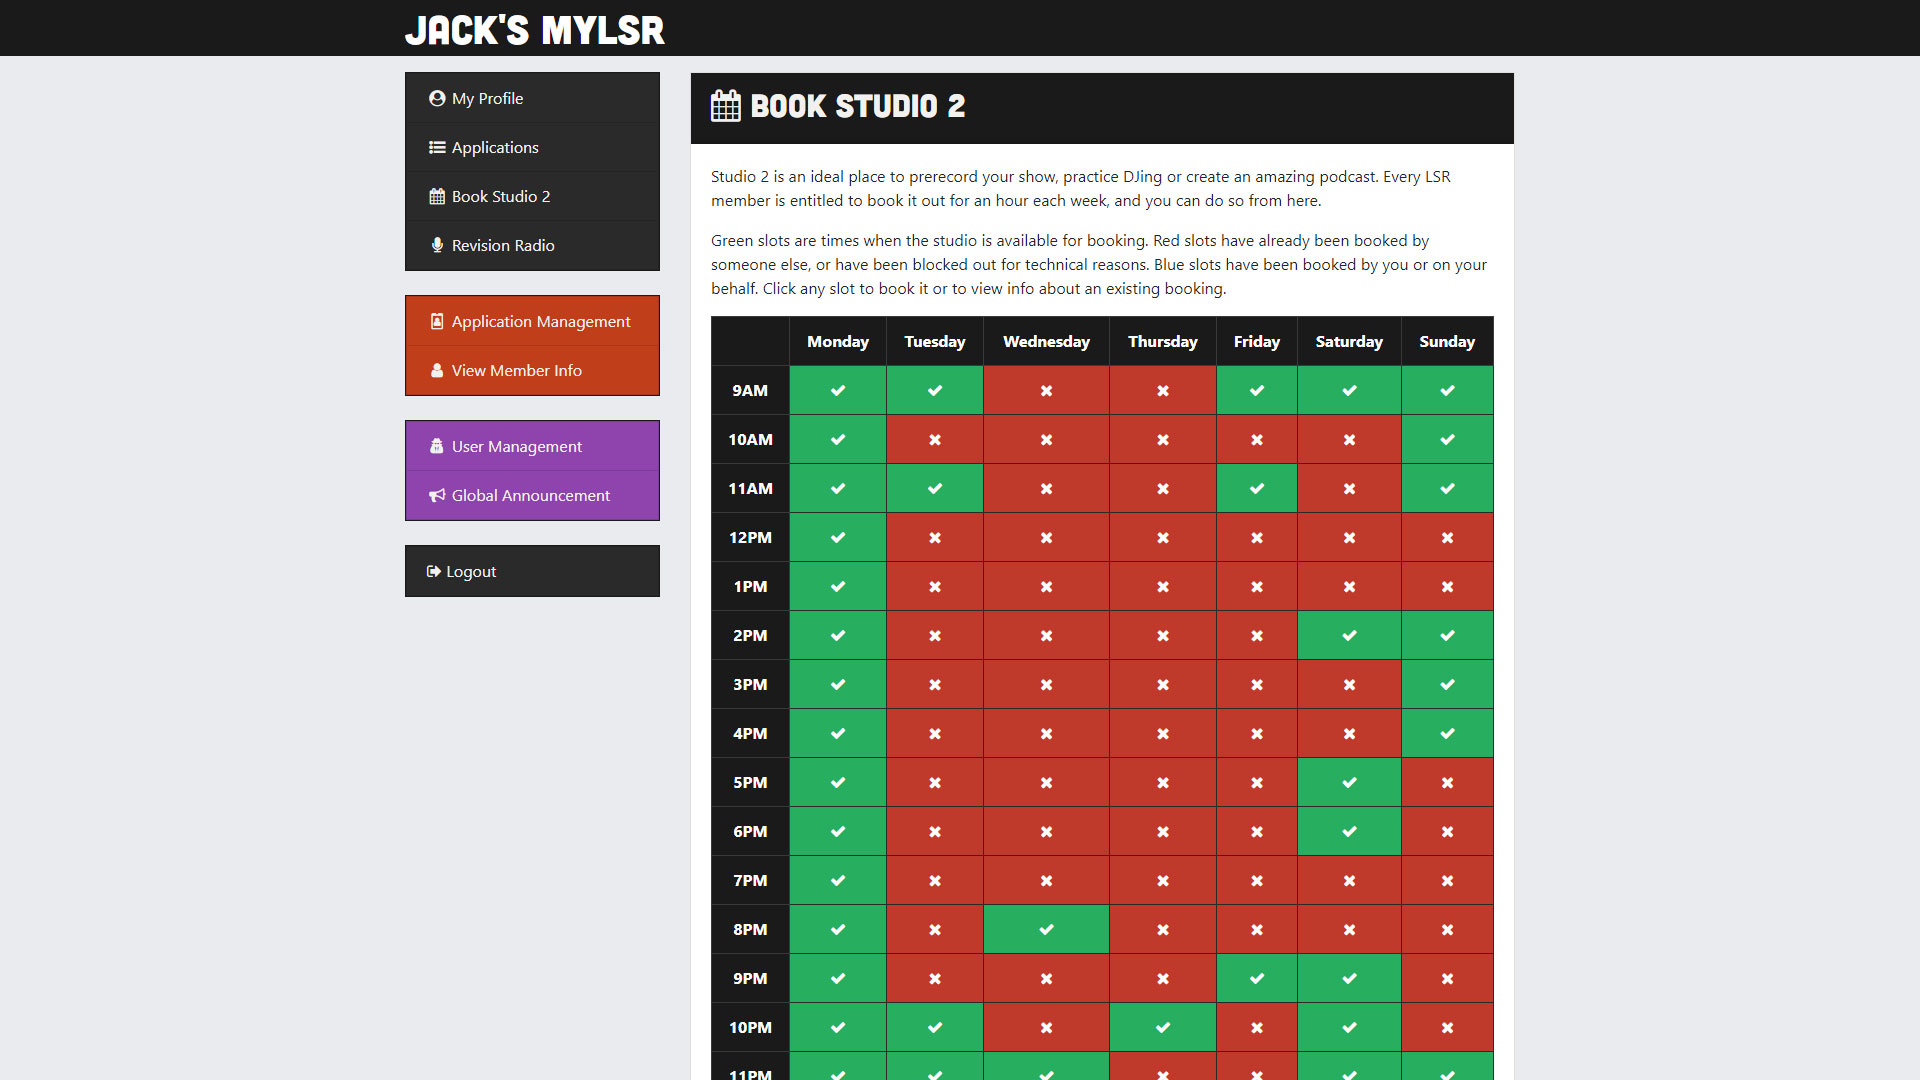 JACK'S MYLSR
My Profile
Applications
Book Studio 2
Revision Radio
Application Management
View Member Info
User Management
Global Announcement
Logout
BOOK STUDIO 2
Studio 2 is an ideal place to prerecord your show, practice DJing or create an amazing podcast. Every LSR
member is entitled to book it out for an hour each week, and you can do so from here.
Green slots are times when the studio is available for booking. Red slots have already been booked by
someone else, or have been blocked out for technical reasons. Blue slots have been booked by you or on your
behalf. Click any slot to book it or to view info about an existing booking.
Monday Tuesday Wednesday Thursday Friday Saturday Sunday
9AM
10AM
11AM
12PM
1PM
2PM
3PM
4PM
5PM
6PM
7PM
8PM
9PM
10PM
11PM